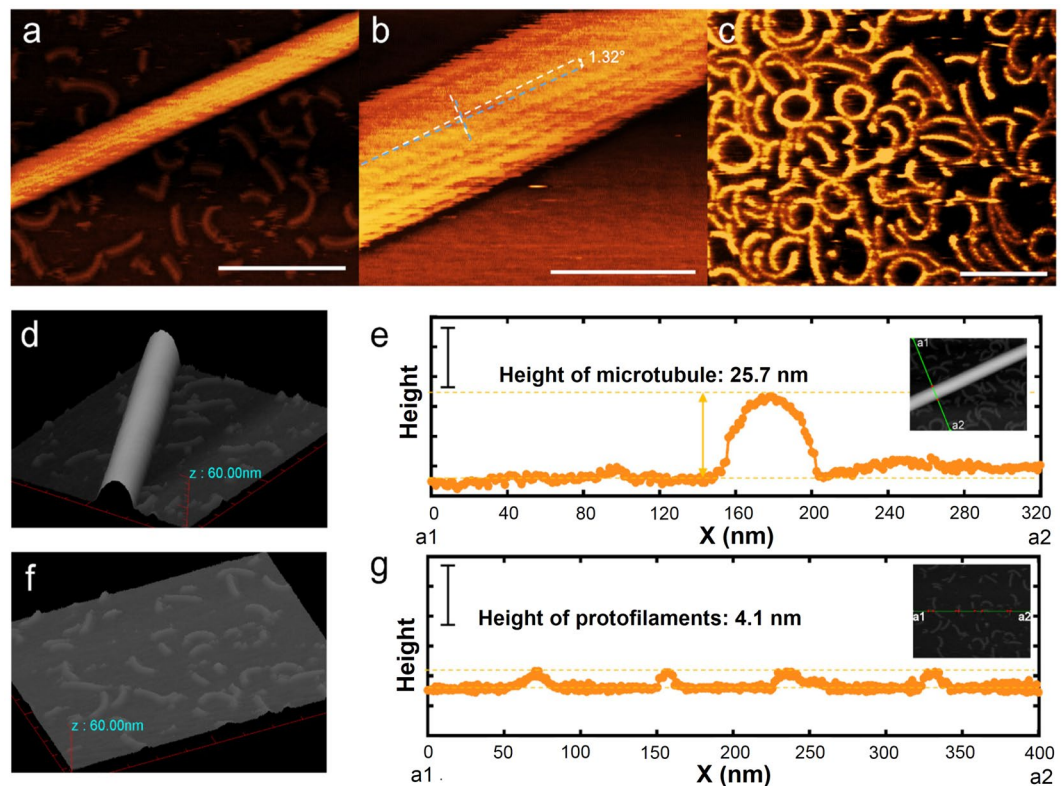 a
b
1.32°
c
d
z : 60.00nm
e
Height of microtubule: 25.7 nm
Height
a1
a2
0 40 80 120 160 200 240 280 320
a1 X (nm) a2
f
z : 60.00nm
g
Height of protofilaments: 4.1 nm
Height
a1 a2
0 50 100 150 200 250 300 350 400
X (nm)
a1 . a2